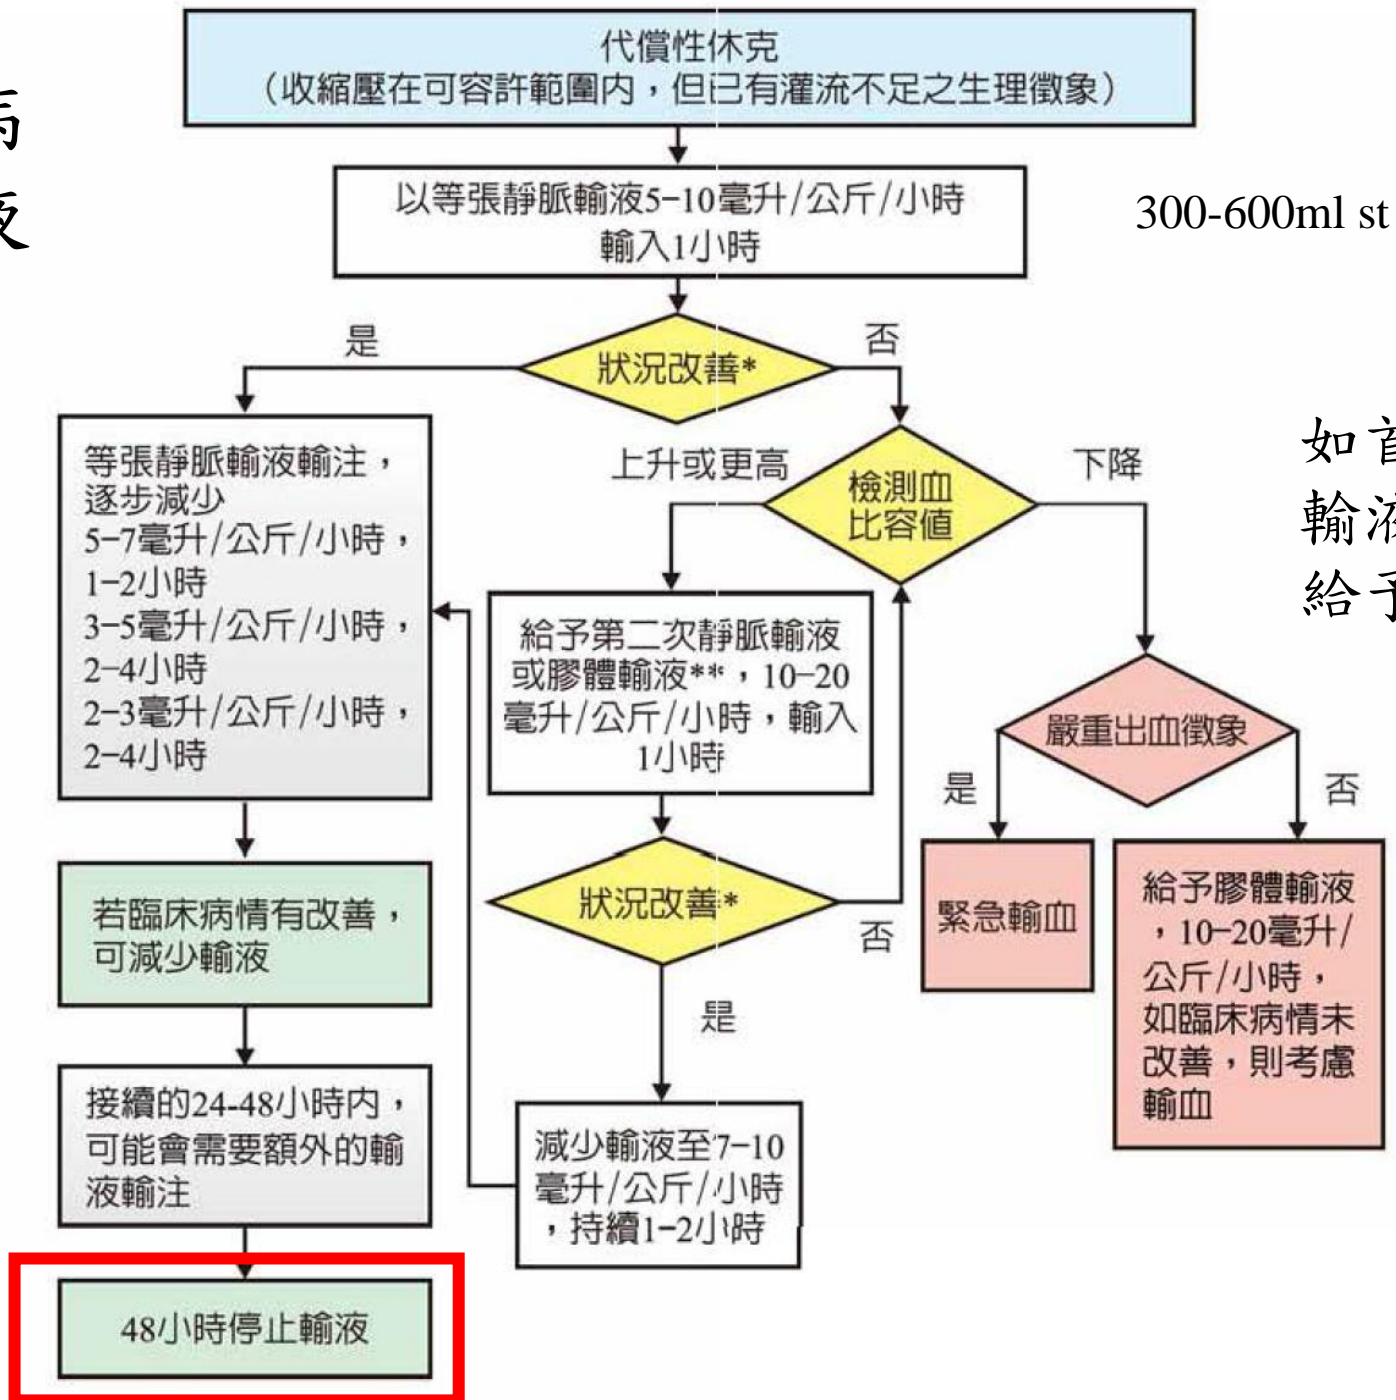 代償性休克
（收縮壓在可容許範圍内，但已有灌流不足之生理徵象）
液
以等張靜脈輸液5–10毫升/公斤/小時
輸入1小時
300-600ml st
狀況改善*
是
否
等張靜脈輸液輸注，
逐步減少
5–7毫升/公斤/小時，
1–2小時
3–5毫升/公斤/小時，
2–4小時
2–3毫升/公斤/小時，
2–4小時
上升或更高
檢測血
比容值
下降
如首
輸液
給予
給予第二次靜脈輸液
或膠體輸液**，10–20
毫升/公斤/小時，輸入
1小時
嚴重出血徵象
是
否
若臨床病情有改善，
可減少輸液
狀況改善*
否
是
緊急輸血
給予膠體輸液
，10–20毫升/
公斤/小時，
如臨床病情未
改善，則考慮
輸血
接續的24-48小時内，
可能會需要額外的輸
液輸注
減少輸液至7–10
毫升/公斤/小時
，持續1–2小時
48小時停止輸液